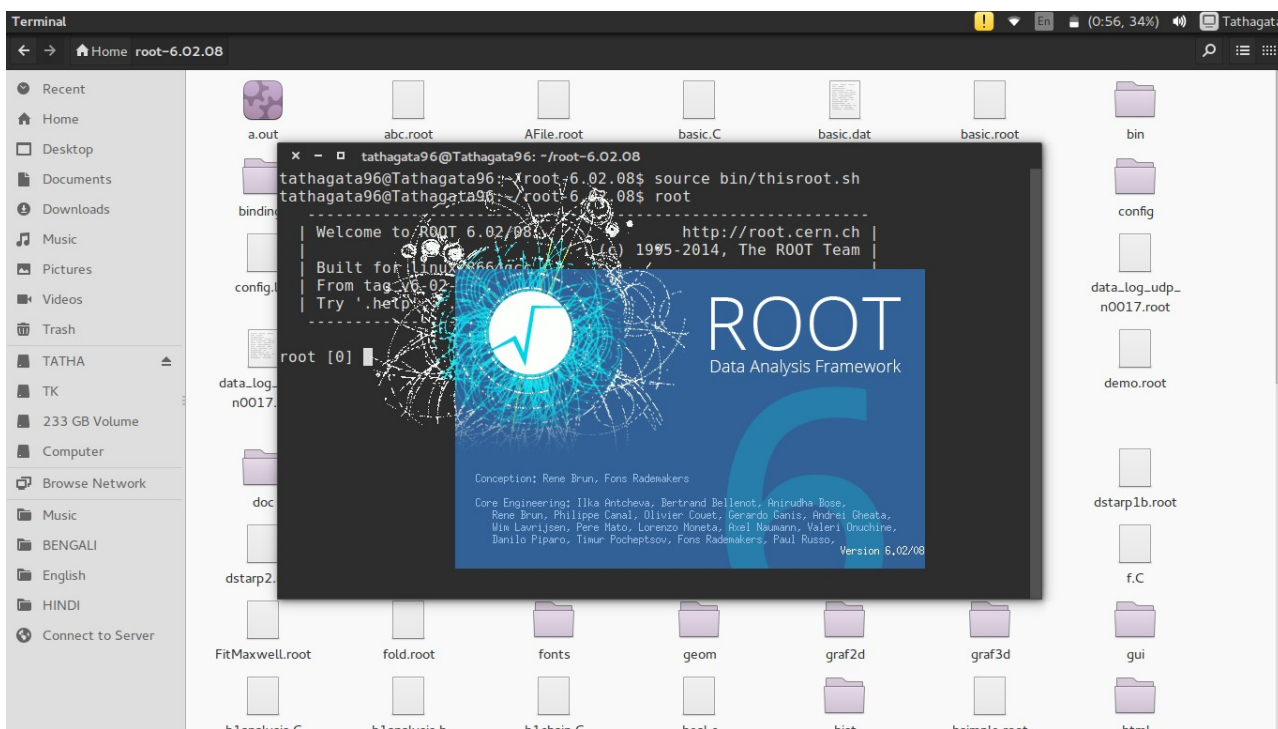 Terminal
En
(0:56, 34%)
Home root-6.02.08
Recent
Home
Desktop
Documents
Downloads
Music
Pictures
Videos
Trash
TATHA
TK
233 GB Volume
Computer
Browse Network
Music
BENGALI
English
HINDI
Connect to Server
a.out abc.root AFile.root basic.C basic.dat basic.root bin
config
data_log_udp_
n0017.root
data_log_
n0017.
demo.root
doc
dstarp1b.root
dstarp2.
f.C
FitMaxwell.root fold.root fonts geom graf2d graf3d gui
tathagata96@Tathagata96: ~/root-6.02.08
tathagata96@Tathagata96:~/root-6.02.08$ source bin/thisroot.sh
tathagata96@Tathagata96:~/root-6.02.08$ root
| Welcome to ROOT 6.02/08 http://root.cern.ch |
| (c) 1995-2014, The ROOT Team |
| Built for
| From tag v6-02-
| Try '.help'
root [0]
ROOT
Data Analysis Framework
6
Conception: Rene Brun, Fons Rademakers
Core Engineering: Ilka Antcheva, Bertrand Bellenot, Anirudha Bose,
Rene Brun, Philippe Canal, Olivier Couet, Gerardo Ganis, Andrei Gheata,
Wim Lavrijsen, Pere Mato, Lorenzo Moneta, Axel Naumann, Valeri Onuchine,
Danilo Piparo, Timur Pocheptsov, Fons Rademakers, Paul Russo,
Version 6.02/08